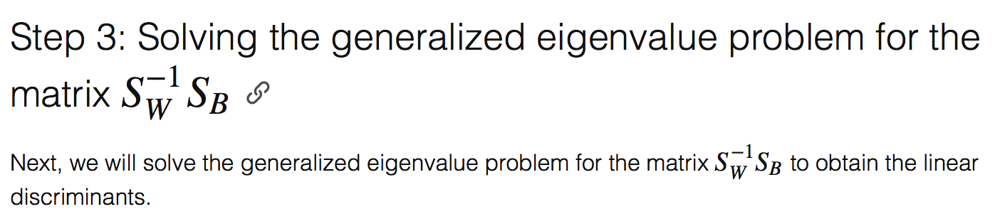 Step 3: Solving the generalized eigenvalue problem for the
matrix $S_W^{-1} S_B$
Next, we will solve the generalized eigenvalue problem for the matrix $S_W^{-1} S_B$ to obtain the linear
discriminants.